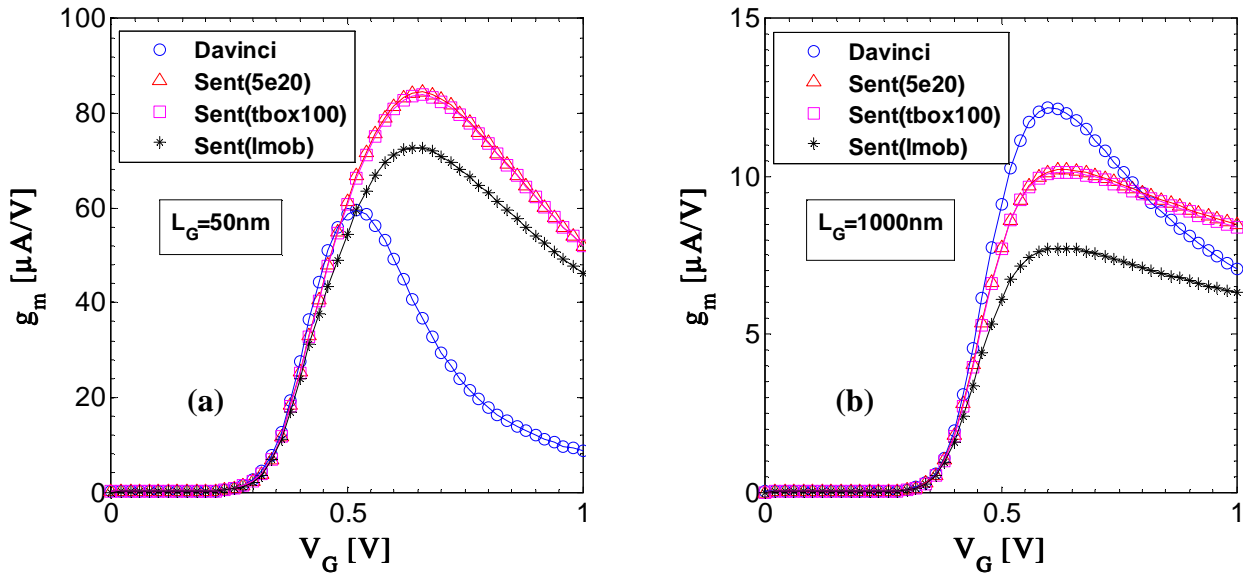 100
80
60
40
20
0
g_m [µA/V]
Davinci
Sent(5e20)
Sent(tbox100)
Sent(lmob)
L_G=50nm
(a)
0
0.5
1
V_G [V]
15
10
5
0
g_m [µA/V]
Davinci
Sent(5e20)
Sent(tbox100)
Sent(lmob)
L_G=1000nm
(b)
0
0.5
1
V_G [V]